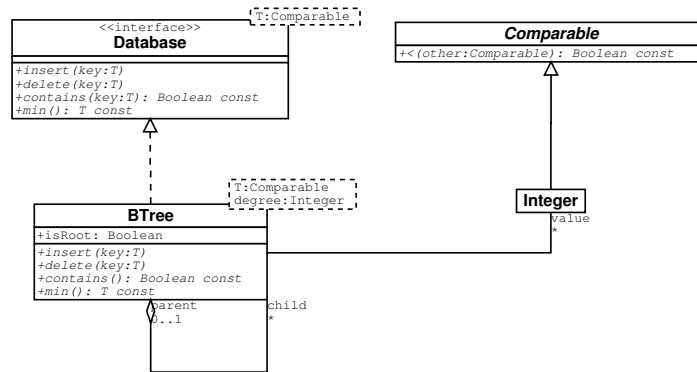 <<interface>>
Database
T:Comparable
+insert(key:T)
+delete(key:T)
+contains(key:T): Boolean const
+min(): T const
Comparable
+<(other:Comparable): Boolean const
BTree
T:Comparable
degree:Integer
+isRoot: Boolean
+insert(key:T)
+delete(key:T)
+contains(): Boolean const
+min(): T const
Integer
value
*
parent
0..1
child
*